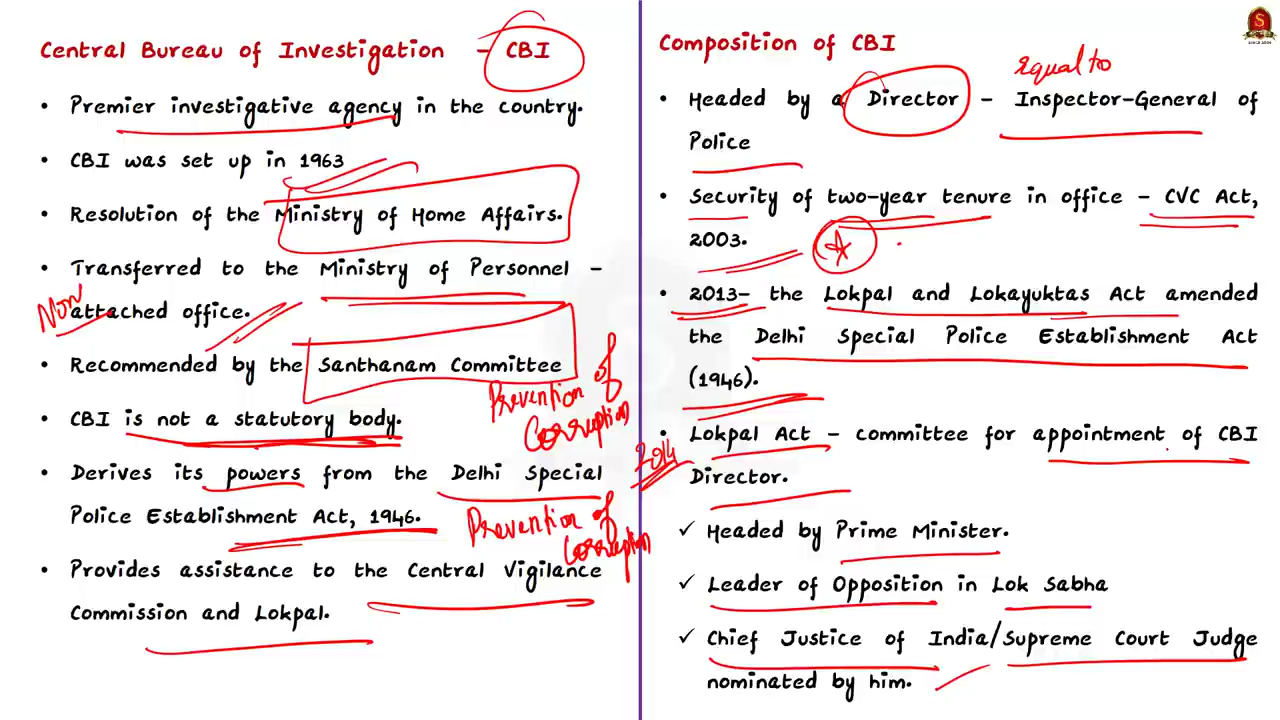 Central Bureau of Investigation - CBI
• Premier investigative agency in the country.
• CBI was set up in 1963
• Resolution of the Ministry of Home Affairs.
• Transferred to the Ministry of Personnel -
Now
attached office.
• Recommended by the Santhanam Committee
Prevention of
Corruption
• CBI is not a statutory body.
• Derives its powers from the Delhi Special
Police Establishment Act, 1946.
Prevention of
Corruption
• Provides assistance to the Central Vigilance
Commission and Lokpal.
Composition of CBI
equal to
• Headed by a Director - Inspector-General of
Police
• Security of two-year tenure in office - CVC Act,
2003.
• 2013- the Lokpal and Lokayuktas Act amended
the Delhi Special Police Establishment Act
(1946).
• Lokpal Act - committee for appointment of CBI
2014
Director.
✓ Headed by Prime Minister.
✓ Leader of Opposition in Lok Sabha
✓ Chief Justice of India/Supreme Court Judge
nominated by him.